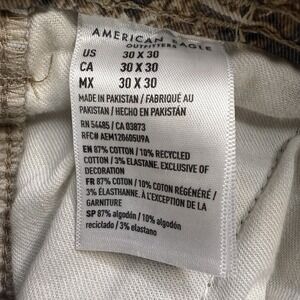 AMERICAN EAGLE
OUTFITTERS
US 30 X 30
CA 30 X 30
MX 30 X 30
MADE IN PAKISTAN / FABRIQUÉ AU
PAKISTAN / HECHO EN PAKISTÁN
RN 54485 / CA 03873
RFC# AEM120605U9A
EN 87% COTTON / 10% RECYCLED
COTTON / 3% ELASTANE. EXCLUSIVE OF
DECORATION
FR 87% COTON / 10% COTON RÉGÉNÉRÉ /
3% ÉLASTHANNE. À L'EXCEPTION DE LA
GARNITURE
SP 87% algodón / 10% algodón
reciclado / 3% elastano